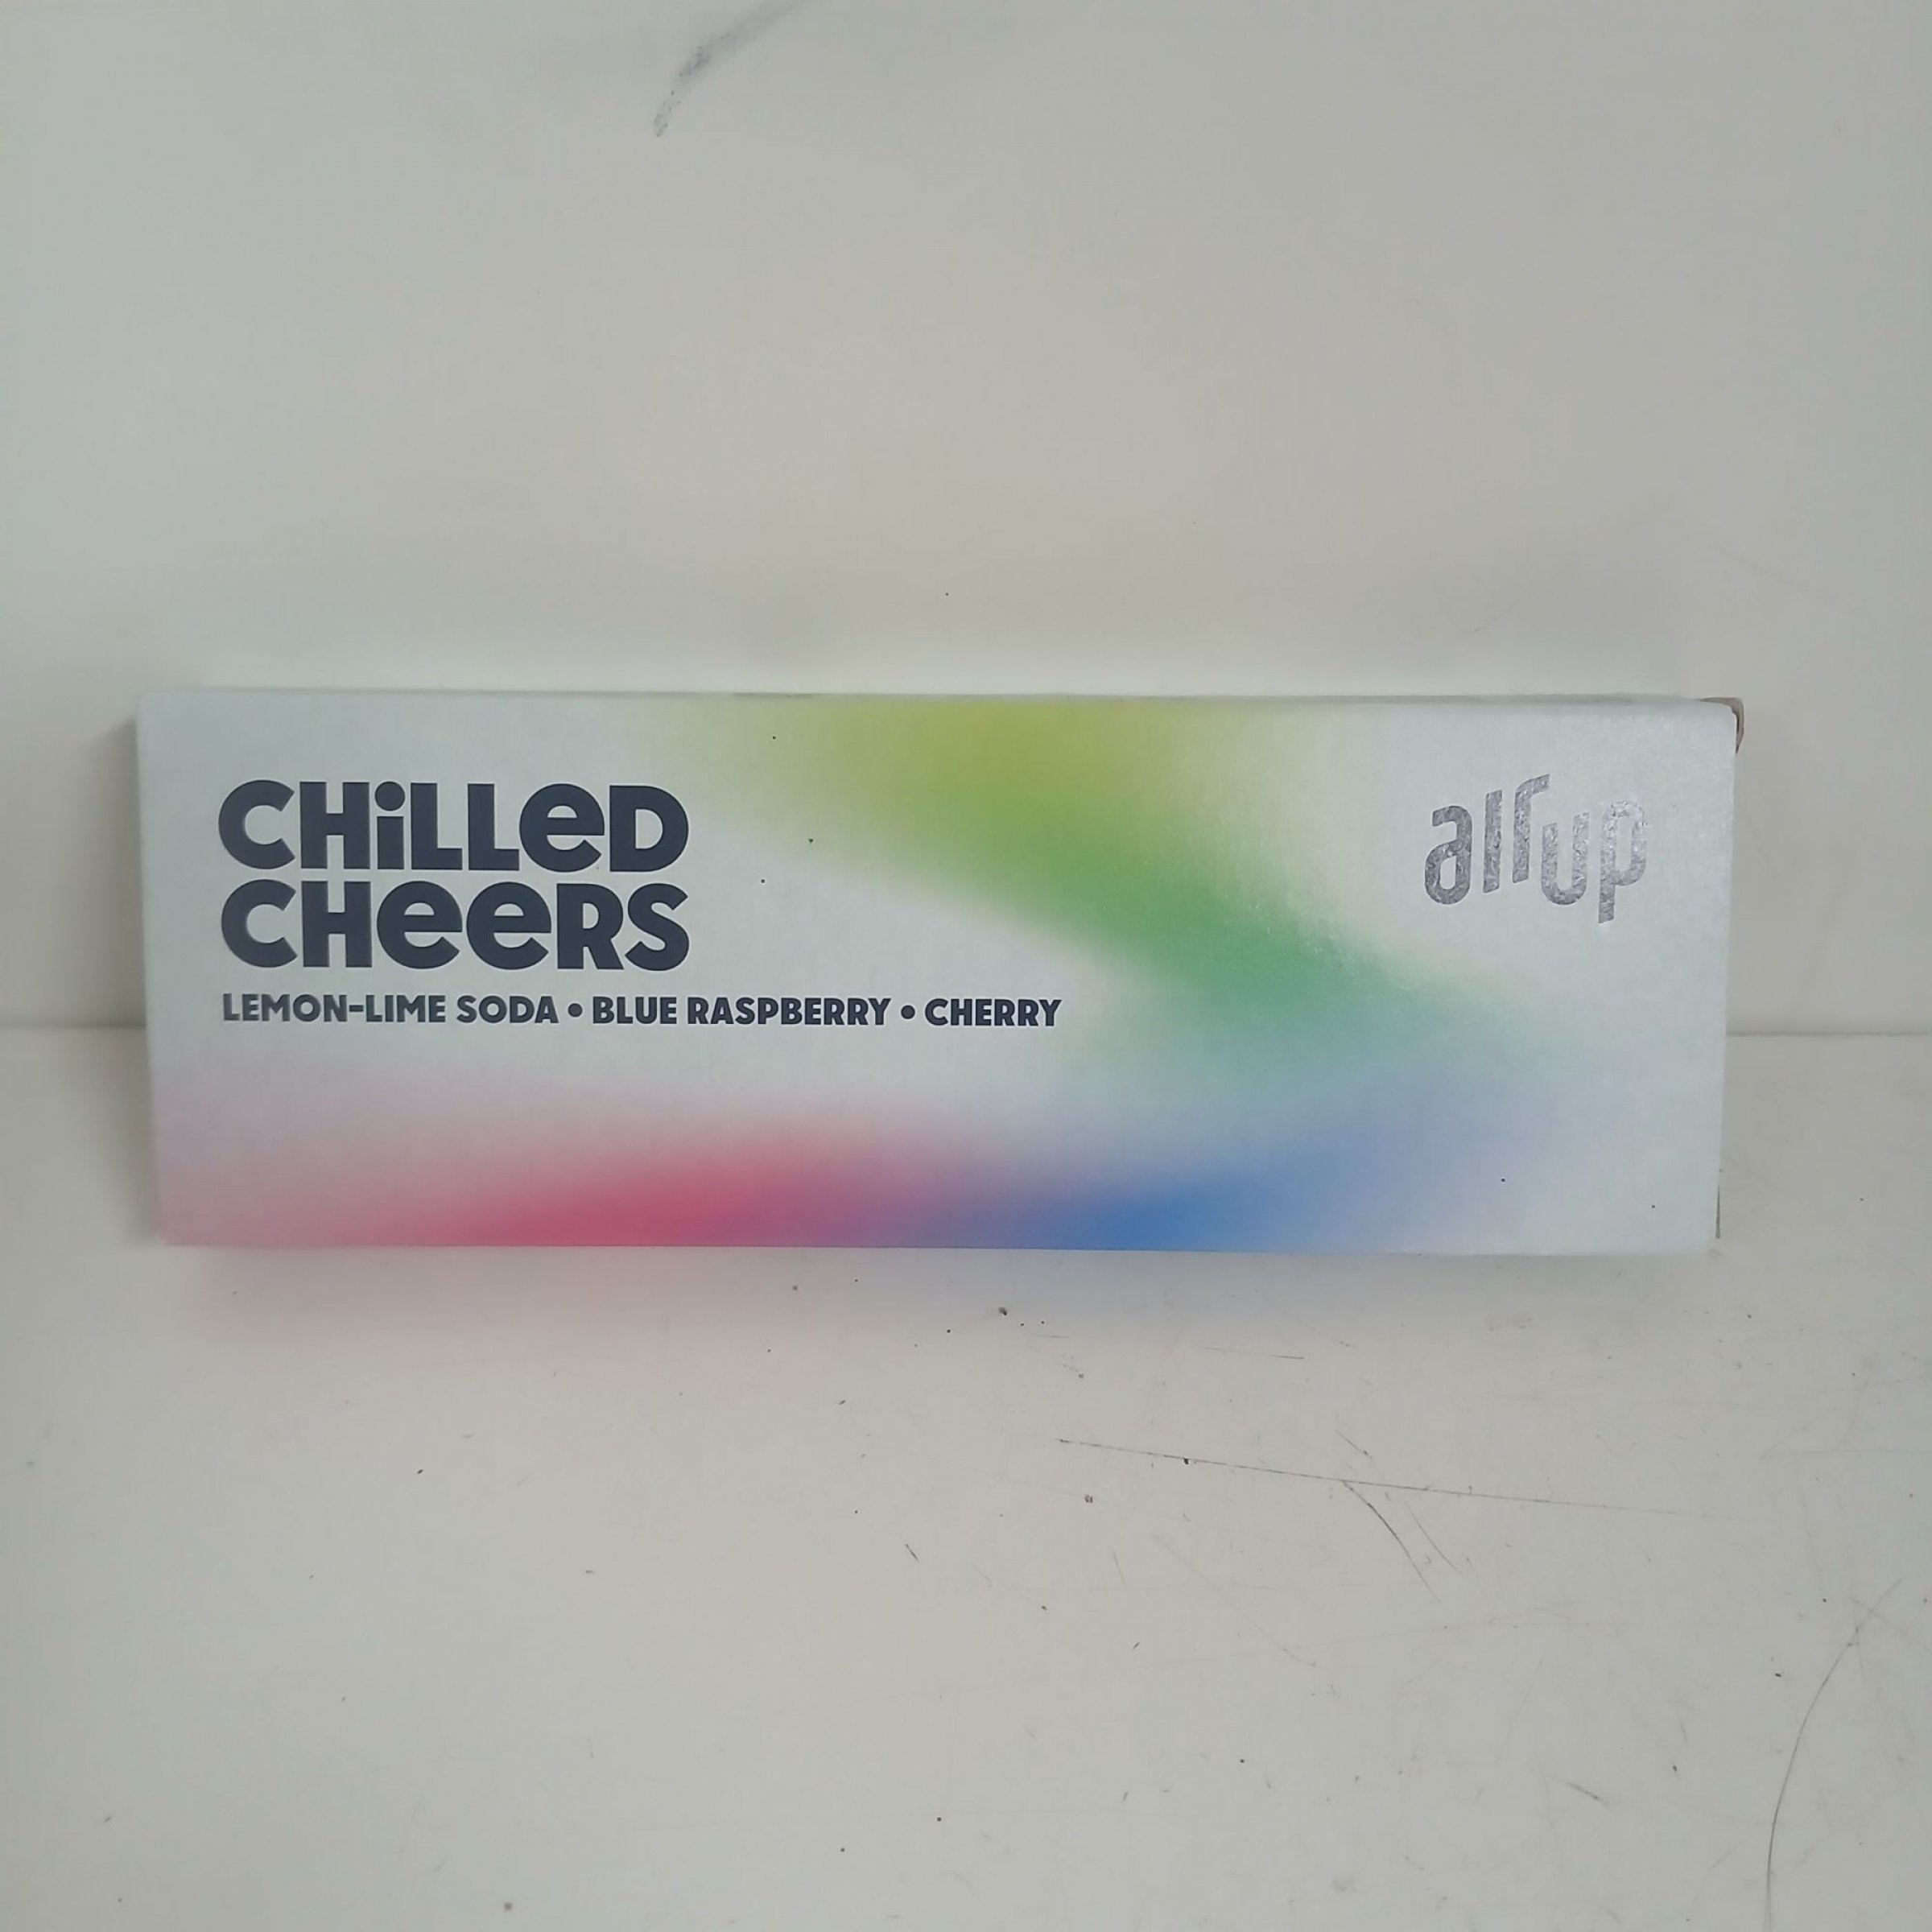 CHiLLeD
CHeeRS
LEMON-LIME SODA • BLUE RASPBERRY • CHERRY
air up